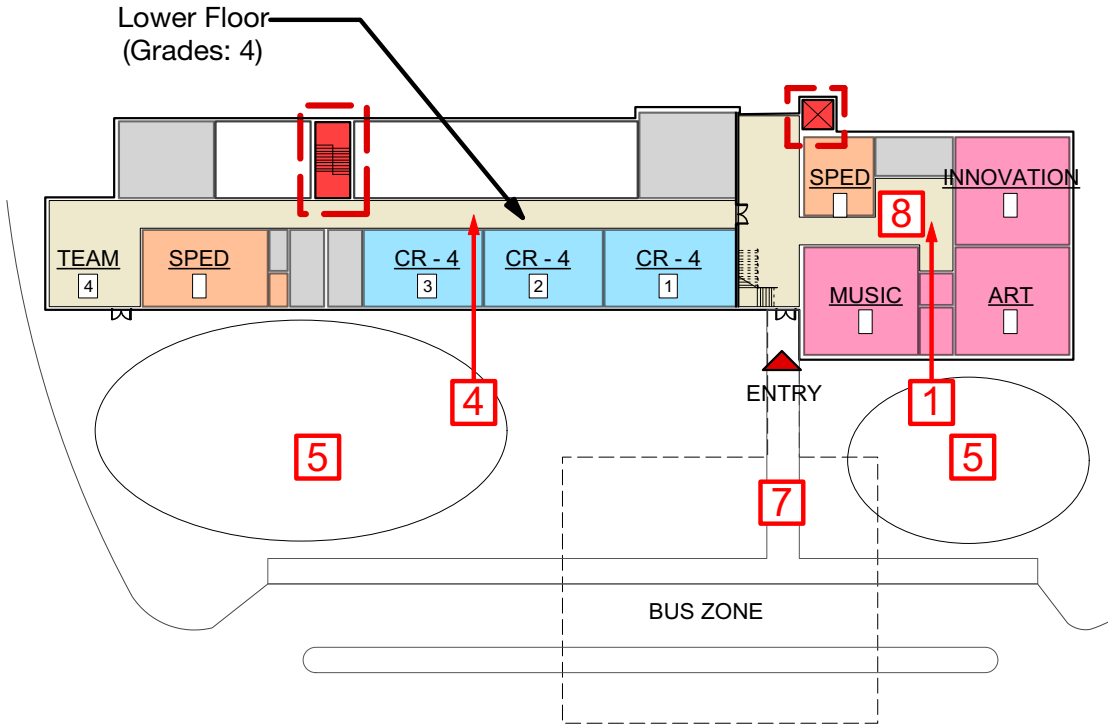 Lower Floor
(Grades: 4)
SPED
INNOVATION
8
TEAM
4
SPED
CR - 4
3
CR - 4
2
CR - 4
1
MUSIC
ART
ENTRY
4
1
5
5
7
BUS ZONE